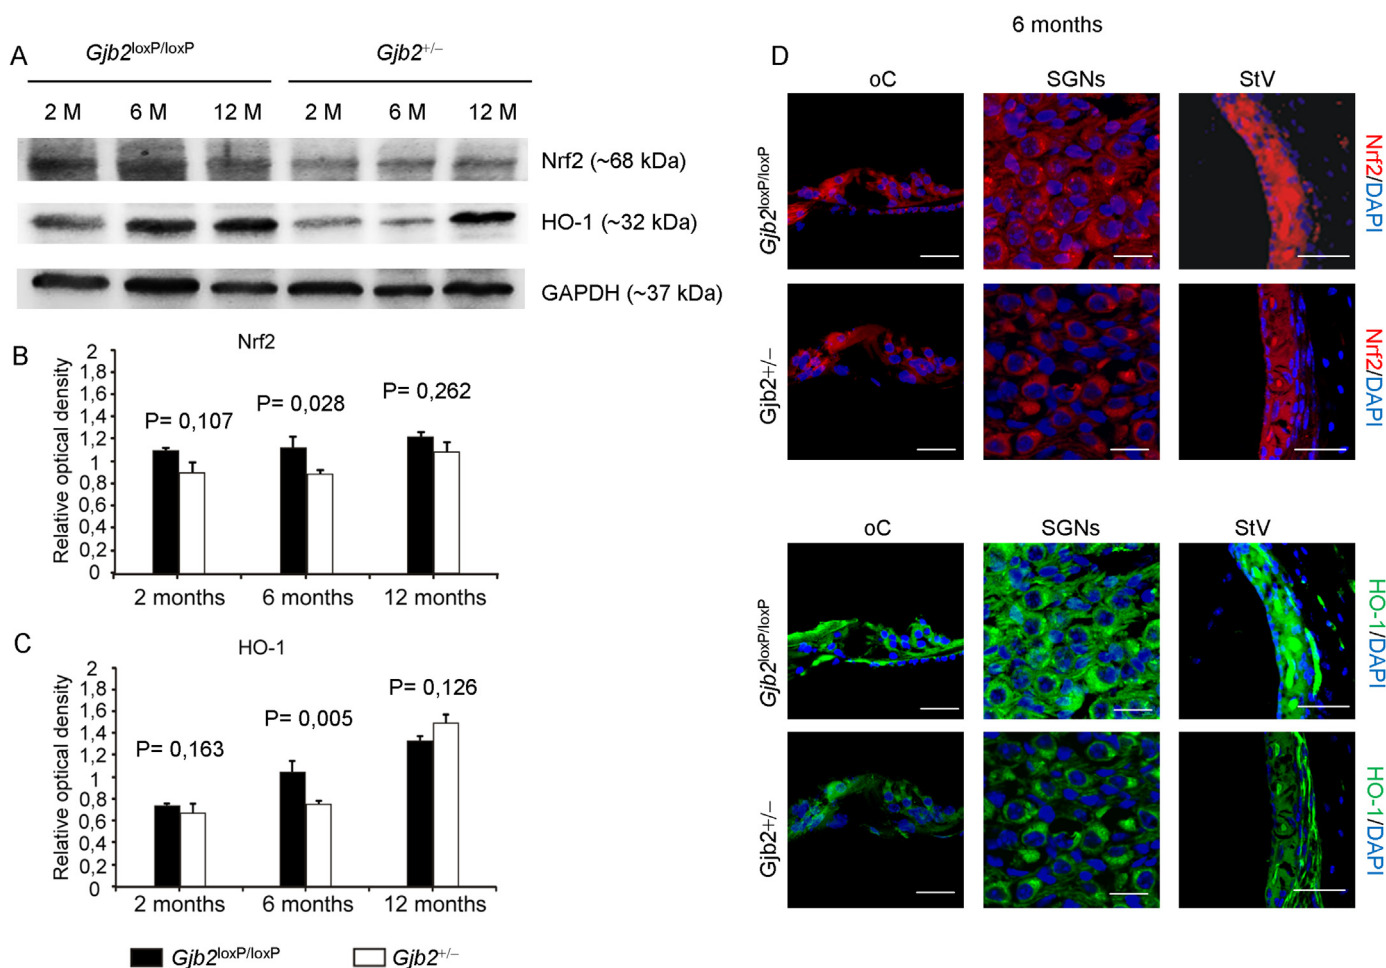 A
Gjb2loxP/loxP
Gjb2+/–
2 M 6 M 12 M 2 M 6 M 12 M
Nrf2 (~68 kDa)
HO-1 (~32 kDa)
GAPDH (~37 kDa)
B
Nrf2
Relative optical density
2
1,8
1,6
1,4
1,2
1
0,8
0,6
0,4
0,2
0
P= 0,107
P= 0,028
P= 0,262
2 months 6 months 12 months
C
HO-1
Relative optical density
2
1,8
1,6
1,4
1,2
1
0,8
0,6
0,4
0,2
0
P= 0,163
P= 0,005
P= 0,126
2 months 6 months 12 months
Gjb2loxP/loxP
Gjb2+/–
6 months
D
oC SGNs StV
Gjb2loxP/loxP
Nrf2/DAPI
Gjb2+/–
Nrf2/DAPI
oC SGNs StV
Gjb2loxP/loxP
HO-1/DAPI
Gjb2+/–
HO-1/DAPI